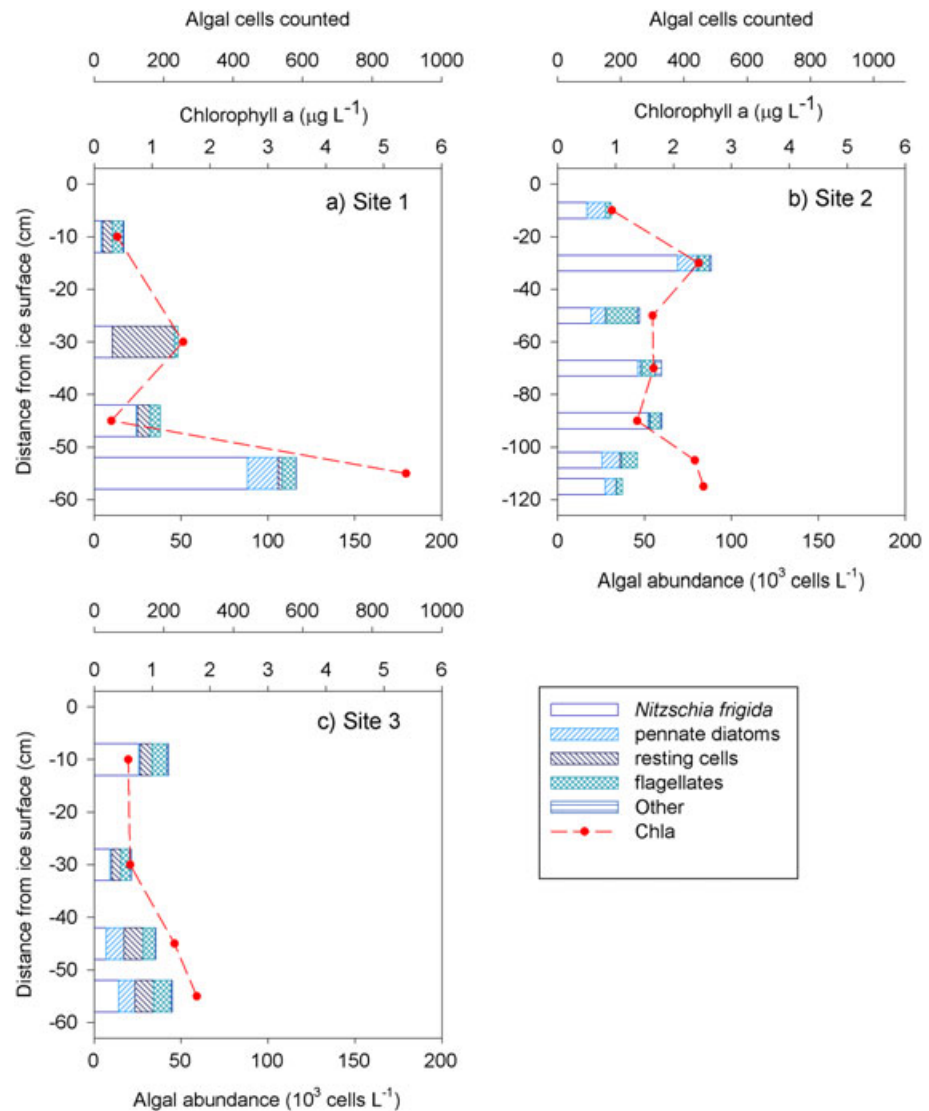 Algal cells counted
0 200 400 600 800 1000
Chlorophyll a (µg L-1)
0 1 2 3 4 5 6
0
-10
-20
-30
-40
-50
-60
Distance from ice surface (cm)
a) Site 1
0 50 100 150 200
Algal cells counted
0 200 400 600 800 1000
Chlorophyll a (µg L-1)
0 1 2 3 4 5 6
0
-20
-40
-60
-80
-100
-120
b) Site 2
0 50 100 150 200
Algal abundance (10³ cells L-1)
0 200 400 600 800 1000
0 1 2 3 4 5 6
0
-10
-20
-30
-40
-50
-60
Distance from ice surface (cm)
c) Site 3
0 50 100 150 200
Algal abundance (10³ cells L-1)
Nitzschia frigida
pennate diatoms
resting cells
flagellates
Other
Chla